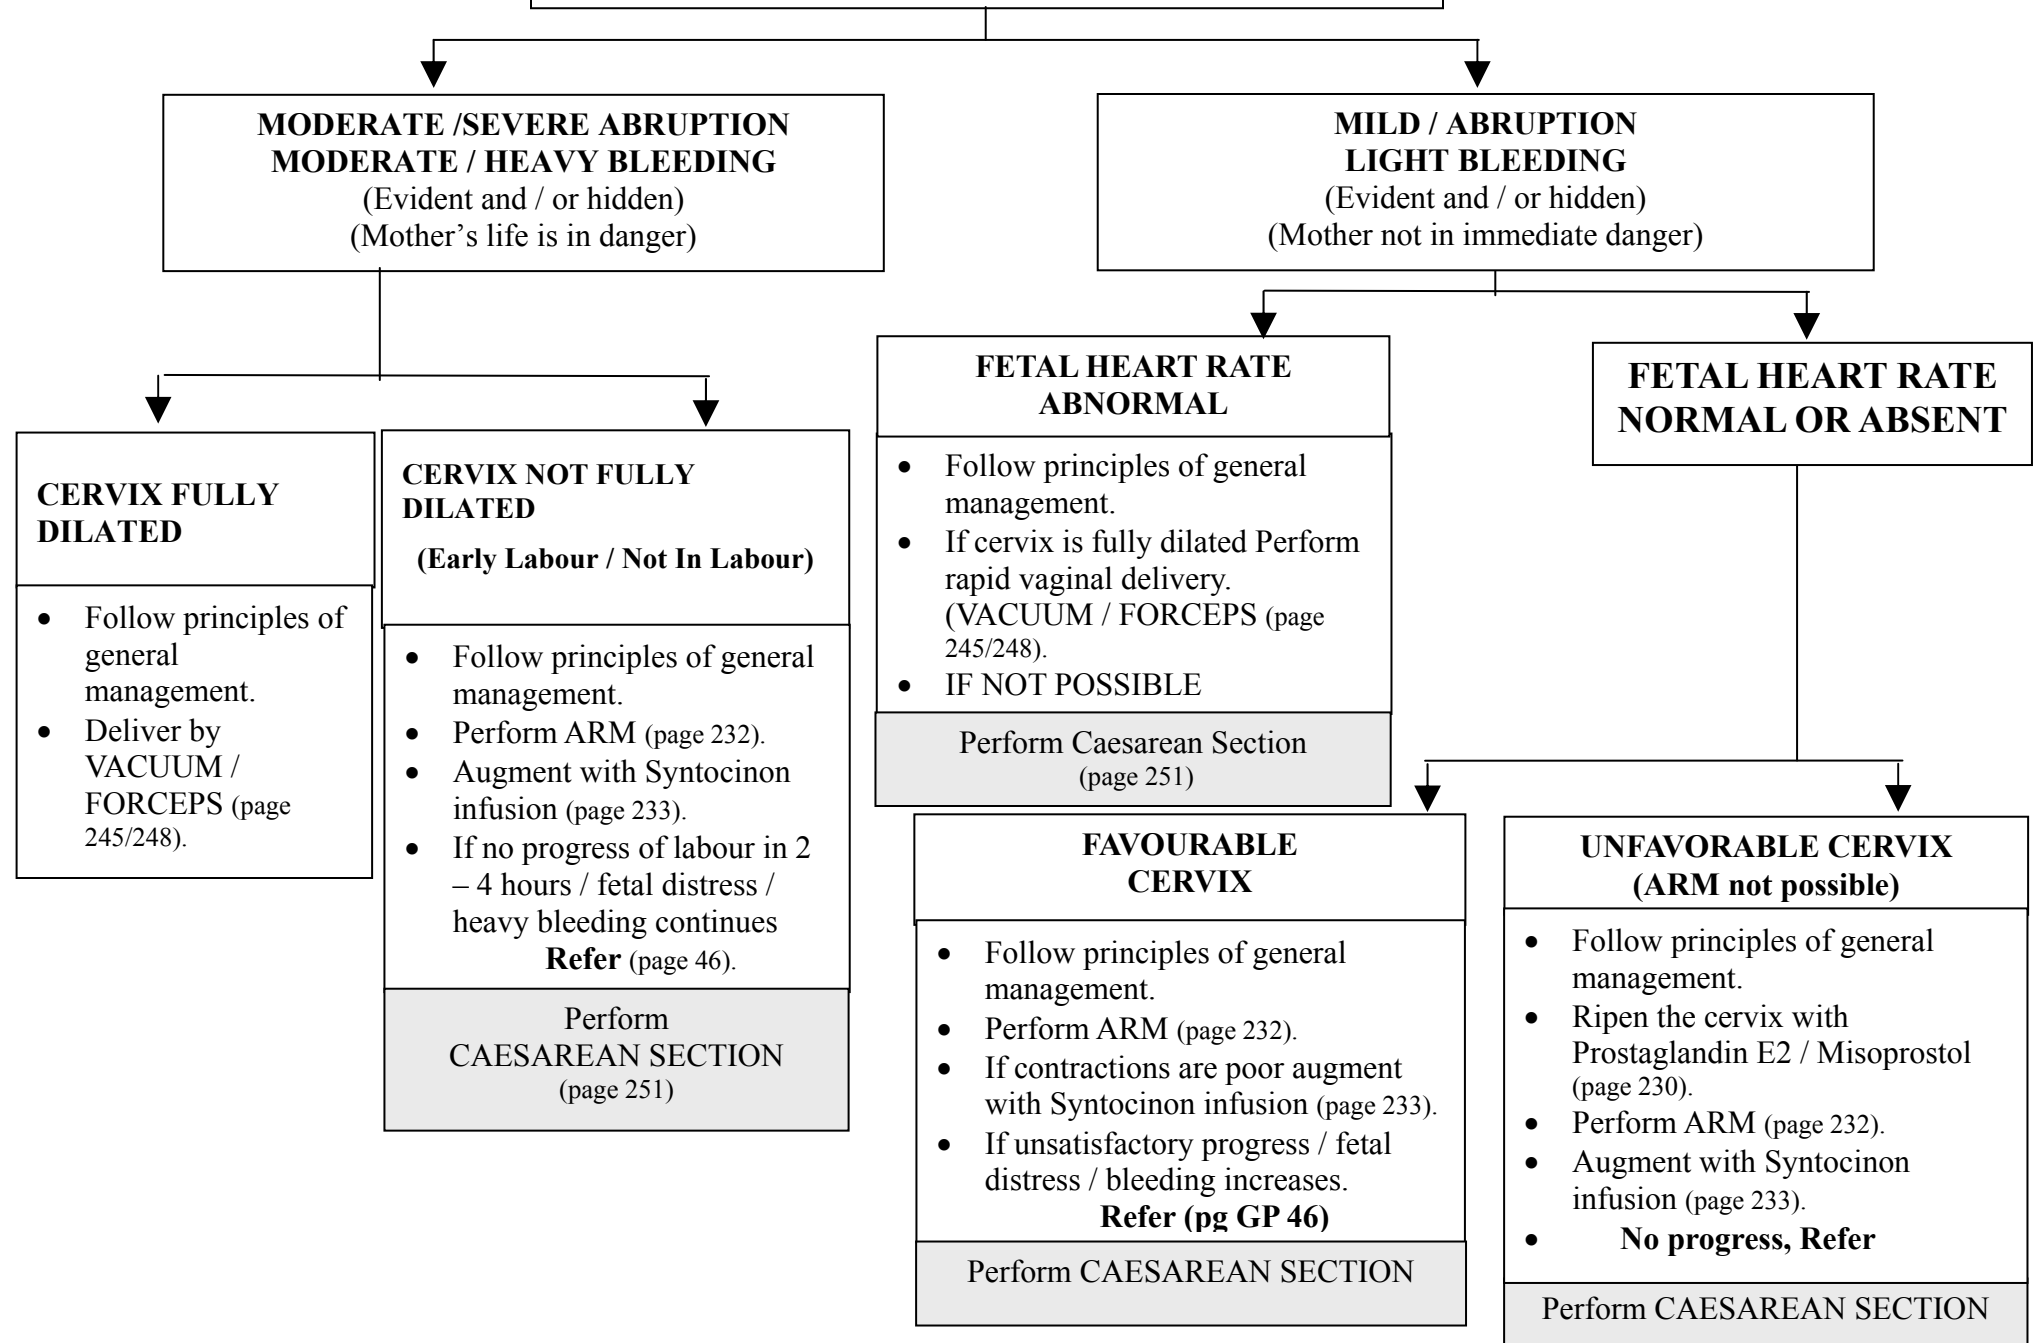 MODERATE /SEVERE ABRUPTION
MODERATE / HEAVY BLEEDING
(Evident and / or hidden)
(Mother’s life is in danger)
MILD / ABRUPTION
LIGHT BLEEDING
(Evident and / or hidden)
(Mother not in immediate danger)
CERVIX FULLY
DILATED
• Follow principles of
general
management.
• Deliver by
VACUUM /
FORCEPS (page
245/248).
CERVIX NOT FULLY
DILATED
(Early Labour / Not In Labour)
• Follow principles of general
management.
• Perform ARM (page 232).
• Augment with Syntocinon
infusion (page 233).
• If no progress of labour in 2
– 4 hours / fetal distress /
heavy bleeding continues
Refer (page 46).
Perform
CAESAREAN SECTION
(page 251)
FETAL HEART RATE
ABNORMAL
• Follow principles of general
management.
• If cervix is fully dilated Perform
rapid vaginal delivery.
(VACUUM / FORCEPS (page
245/248).
• IF NOT POSSIBLE
Perform Caesarean Section
(page 251)
FETAL HEART RATE
NORMAL OR ABSENT
FAVOURABLE
CERVIX
• Follow principles of general
management.
• Perform ARM (page 232).
• If contractions are poor augment
with Syntocinon infusion (page 233).
• If unsatisfactory progress / fetal
distress / bleeding increases.
Refer (pg GP 46)
Perform CAESAREAN SECTION
UNFAVORABLE CERVIX
(ARM not possible)
• Follow principles of general
management.
• Ripen the cervix with
Prostaglandin E2 / Misoprostol
(page 230).
• Perform ARM (page 232).
• Augment with Syntocinon
infusion (page 233).
• No progress, Refer
Perform CAESAREAN SECTION